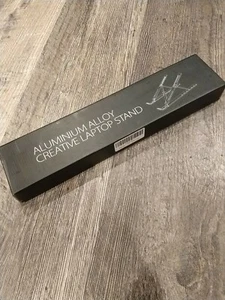 ALUMINIUM ALLOY
CREATIVE LAPTOP STAND